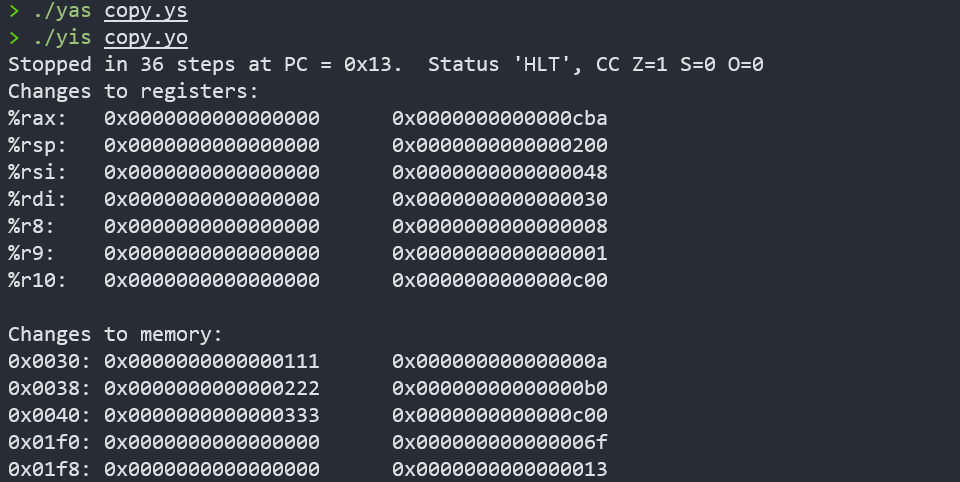 > ./yas copy.ys
> ./yis copy.yo
Stopped in 36 steps at PC = 0x13.  Status 'HLT', CC Z=1 S=0 O=0
Changes to registers:
%rax:   0x0000000000000000      0x0000000000000cba
%rsp:   0x0000000000000000      0x0000000000000200
%rsi:   0x0000000000000000      0x0000000000000048
%rdi:   0x0000000000000000      0x0000000000000030
%r8:    0x0000000000000000      0x0000000000000008
%r9:    0x0000000000000000      0x0000000000000001
%r10:   0x0000000000000000      0x0000000000000c00

Changes to memory:
0x0030: 0x0000000000000111      0x000000000000000a
0x0038: 0x0000000000000222      0x00000000000000b0
0x0040: 0x0000000000000333      0x0000000000000c00
0x01f0: 0x0000000000000000      0x000000000000006f
0x01f8: 0x0000000000000000      0x0000000000000013